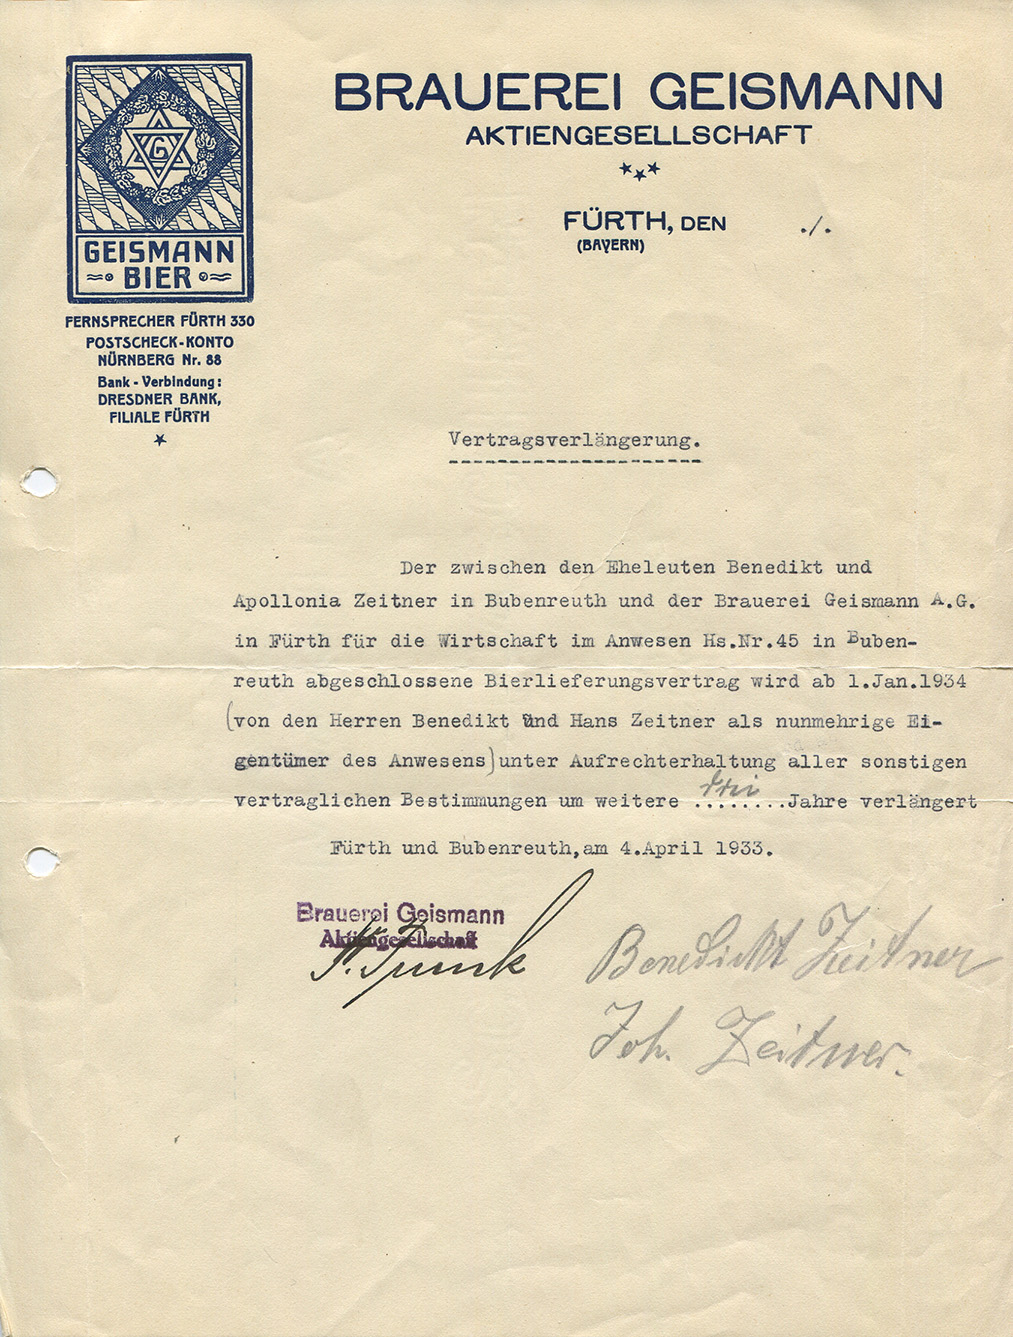 BRAUEREI GEISMANN
AKTIENGESELLSCHAFT
FÜRTH, DEN ./.
(BAYERN)
G
GEISMANN
BIER
FERNSPRECHER FÜRTH 330
POSTSCHECK-KONTO
NÜRNBERG Nr. 88
Bank - Verbindung:
DRESDNER BANK,
FILIALE FÜRTH
Vertragsverlängerung.
Der zwischen den Eheleuten Benedikt und
Apollonia Zeitner in Bubenreuth und der Brauerei Geismann A.G.
in Fürth für die Wirtschaft im Anwesen Hs.Nr.45 in Buben-
reuth abgeschlossene Bierlieferungsvertrag wird ab 1.Jan.1934
(von den Herren Benedikt und Hans Zeitner als nunmehrige Ei-
gentümer des Anwesens) unter Aufrechterhaltung aller sonstigen
vertraglichen Bestimmungen um weitere drei ........Jahre verlängert
Fürth und Bubenreuth,am 4.April 1933.
Brauerei Geismann
Aktiengesellschaft
Benedickt Zeitner
Joh. Zeitner.